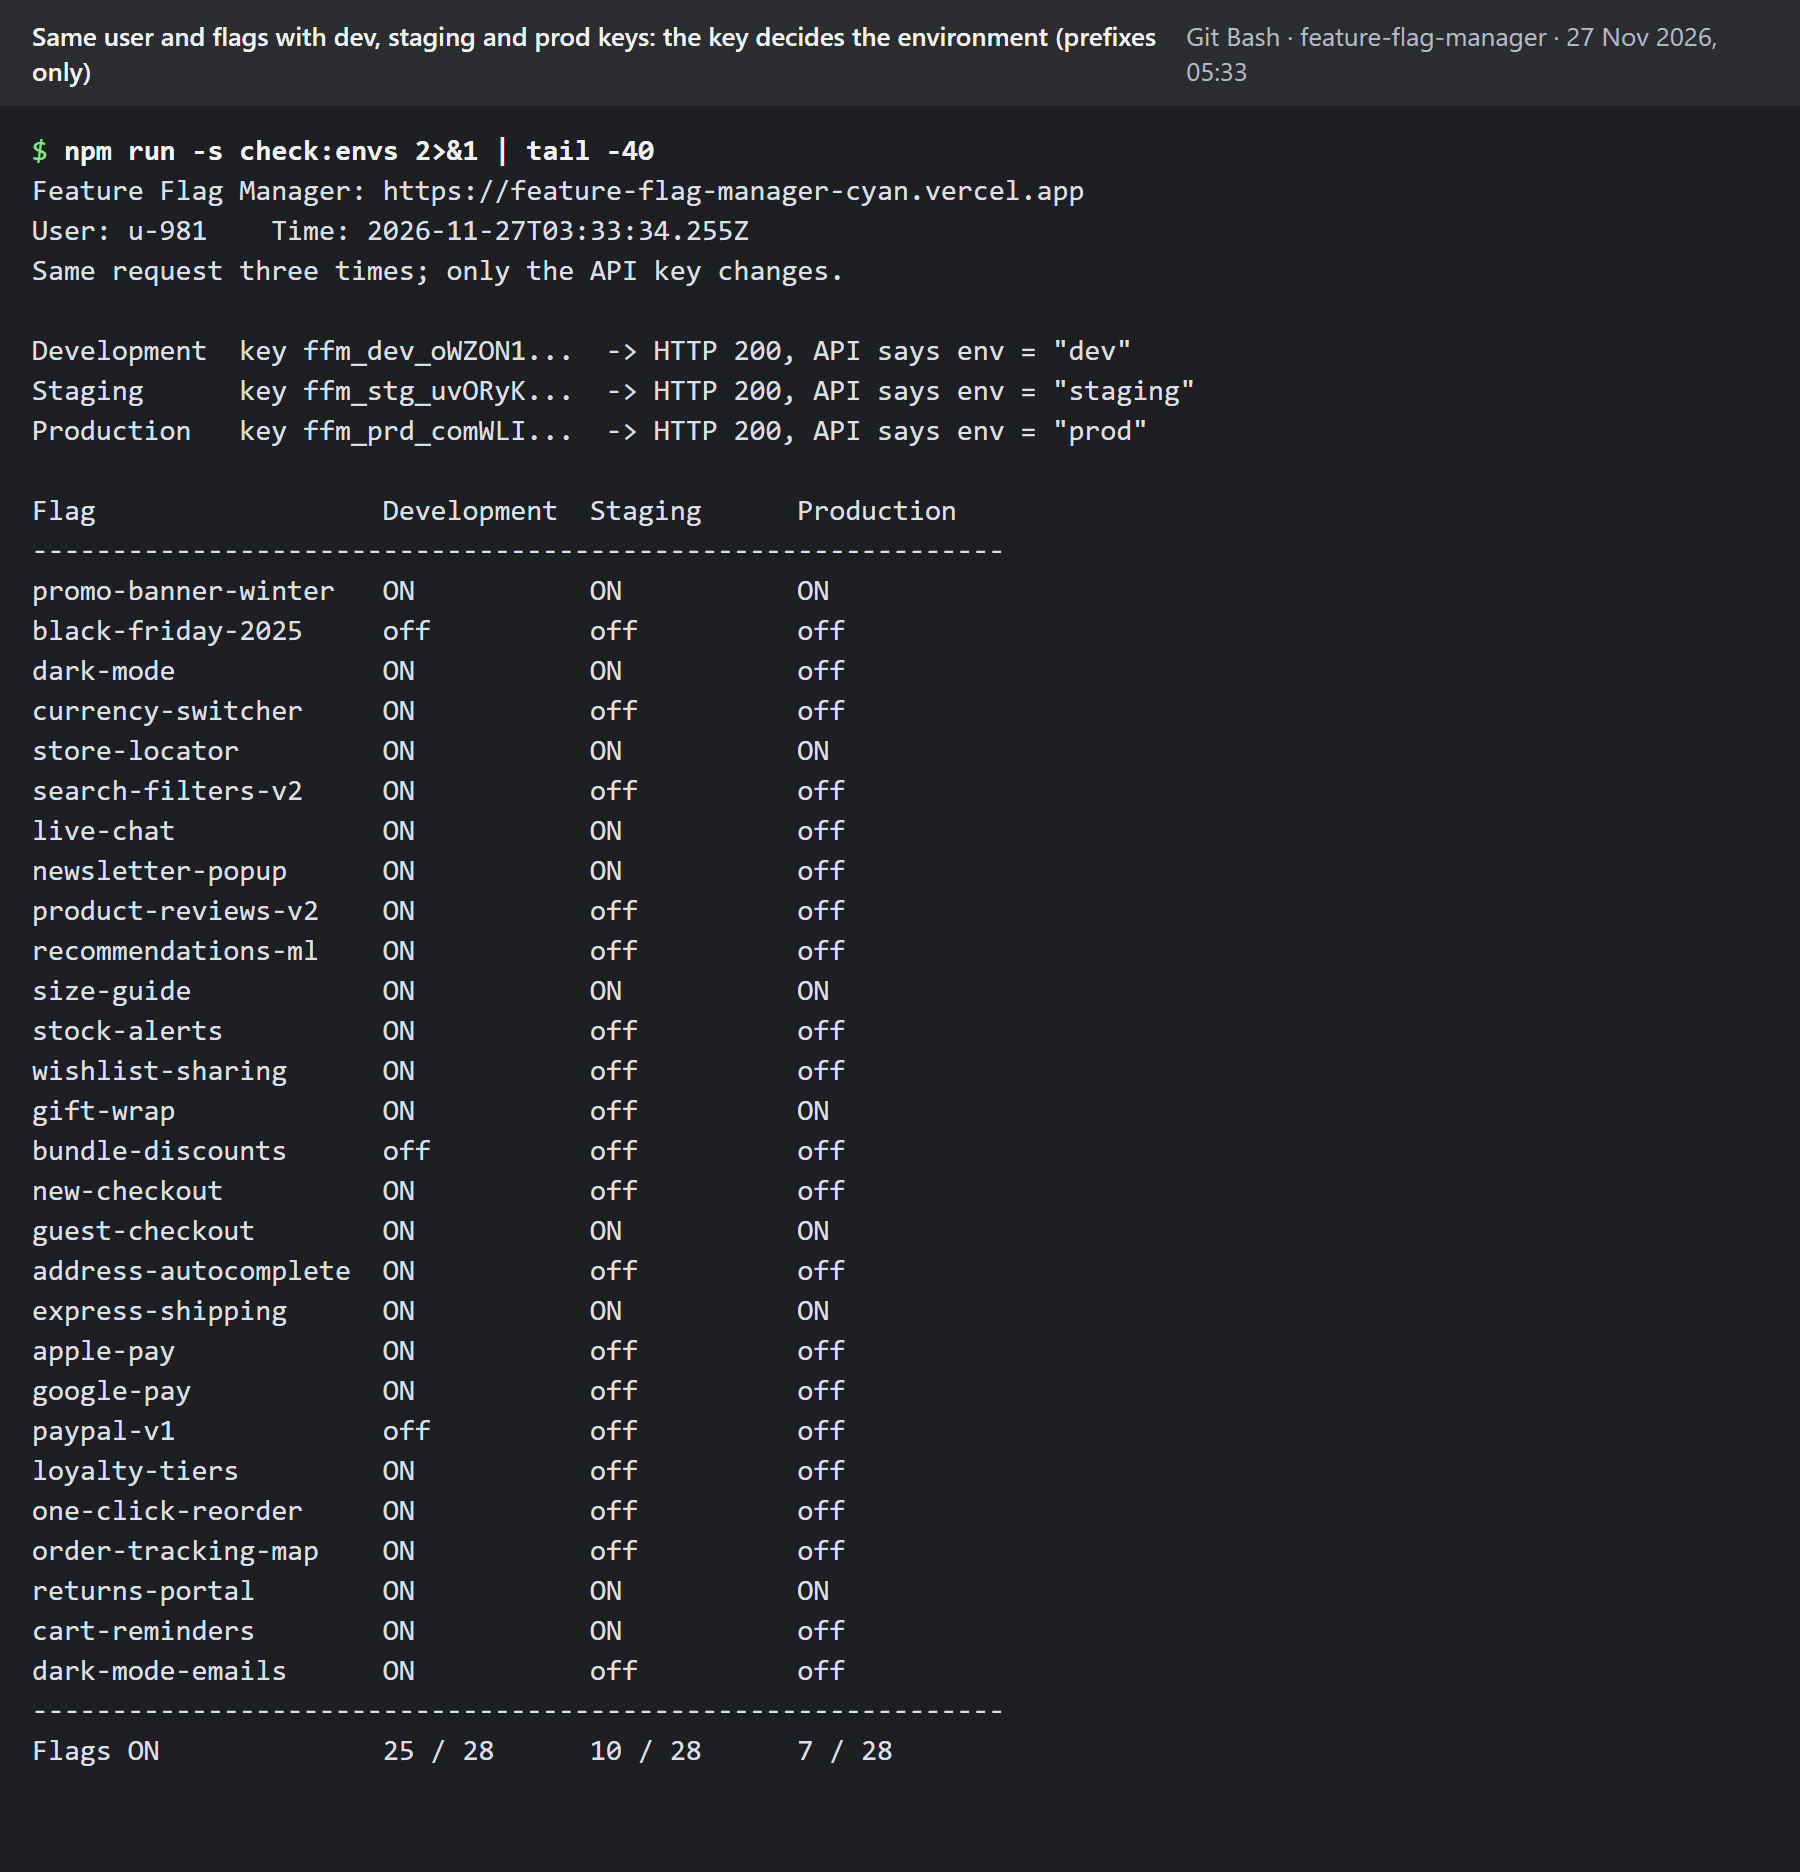 Same user and flags with dev, staging and prod keys: the key decides the environment (prefixes
only)
Git Bash · feature-flag-manager · 27 Nov 2026,
05:33
$ npm run -s check:envs 2>&1 | tail -40
Feature Flag Manager: https://feature-flag-manager-cyan.vercel.app
User: u-981    Time: 2026-11-27T03:33:34.255Z
Same request three times; only the API key changes.
Development  key ffm_dev_oWZON1...  -> HTTP 200, API says env = "dev"
Staging      key ffm_stg_uvORyK...  -> HTTP 200, API says env = "staging"
Production   key ffm_prd_comWLI...  -> HTTP 200, API says env = "prod"
Flag                  Development  Staging      Production
-------------------------------------------------------------
promo-banner-winter   ON           ON           ON
black-friday-2025     off          off          off
dark-mode             ON           ON           off
currency-switcher     ON           off          off
store-locator         ON           ON           ON
search-filters-v2     ON           off          off
live-chat             ON           ON           off
newsletter-popup      ON           ON           off
product-reviews-v2    ON           off          off
recommendations-ml    ON           off          off
size-guide            ON           ON           ON
stock-alerts          ON           off          off
wishlist-sharing      ON           off          off
gift-wrap             ON           off          ON
bundle-discounts      off          off          off
new-checkout          ON           off          off
guest-checkout        ON           ON           ON
address-autocomplete  ON           off          off
express-shipping      ON           ON           ON
apple-pay             ON           off          off
google-pay            ON           off          off
paypal-v1             off          off          off
loyalty-tiers         ON           off          off
one-click-reorder     ON           off          off
order-tracking-map    ON           off          off
returns-portal        ON           ON           ON
cart-reminders        ON           ON           off
dark-mode-emails      ON           off          off
-------------------------------------------------------------
Flags ON              25 / 28      10 / 28      7 / 28